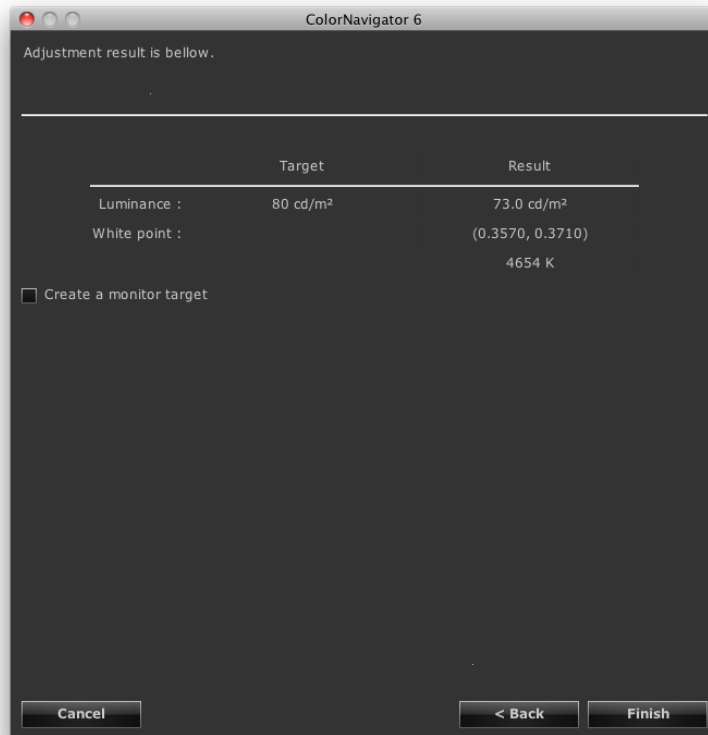 ColorNavigator 6
Adjustment result is bellow.
Target Result
Luminance : 80 cd/m² 73.0 cd/m²
White point : (0.3570, 0.3710)
4654 K
Create a monitor target
Cancel < Back Finish